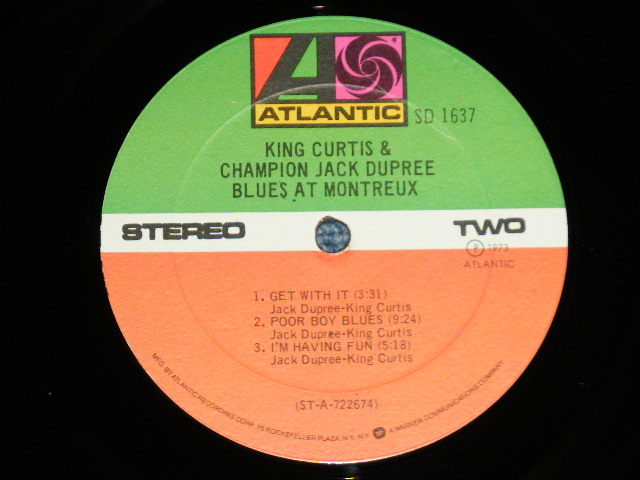 ATLANTIC
SD 1637
KING CURTIS &
CHAMPION JACK DUPREE
BLUES AT MONTREUX
STEREO
TWO
℗ 1973
ATLANTIC
1. GET WITH IT (3:31)
Jack Dupree-King Curtis
2. POOR BOY BLUES (9:24)
Jack Dupree-King Curtis
3. I'M HAVING FUN (5:18)
Jack Dupree-King Curtis
(ST-A-722674)
MFG. BY ATLANTIC RECORDING CORP. 75 ROCKEFELLER PLAZA, N.Y. N.Y. A WARNER COMMUNICATIONS COMPANY